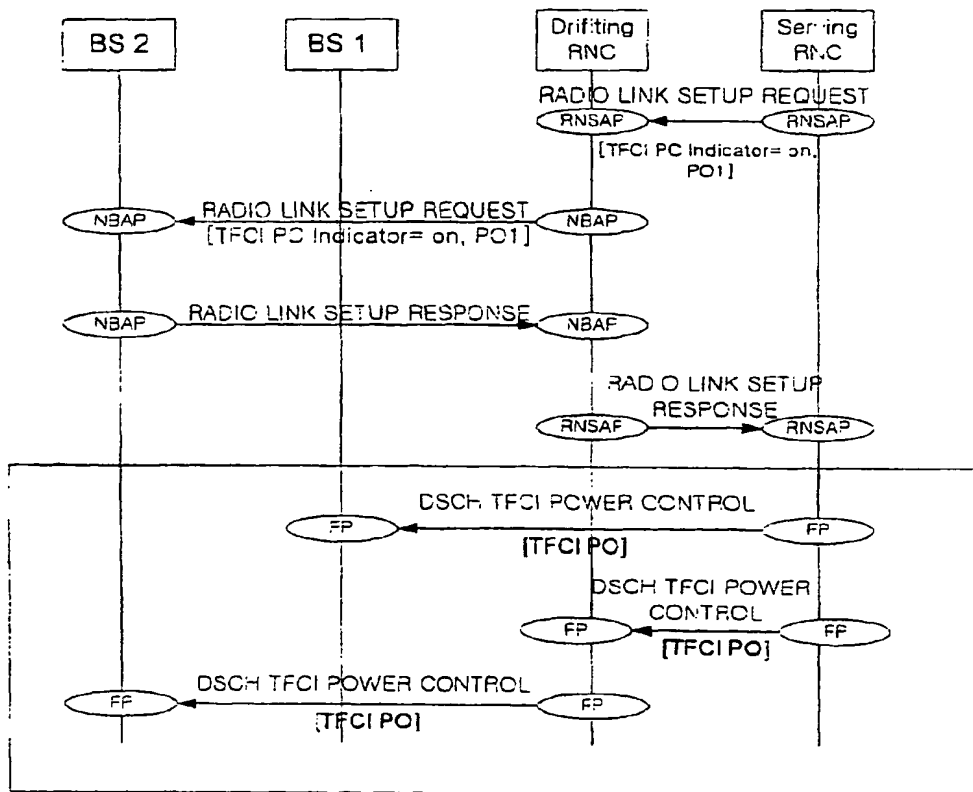 BS 2
BS 1
Drifting
RNC
Serving
RNC
RADIO LINK SETUP REQUEST
RNSAP
RNSAP
[TFCI PC Indicator= on,
PO1]
NBAP
RADIO LINK SETUP REQUEST
NBAP
[TFCI PC Indicator= on, PO1]
NBAP
RADIO LINK SETUP RESPONSE
NBAP
RADIO LINK SETUP
RESPONSE
RNSAP
RNSAP
DSCH TFCI POWER CONTROL
FP
FP
[TFCI PO]
DSCH TFCI POWER
CONTROL
FP
FP
[TFCI PO]
DSCH TFCI POWER CONTROL
FP
FP
[TFCI PO]